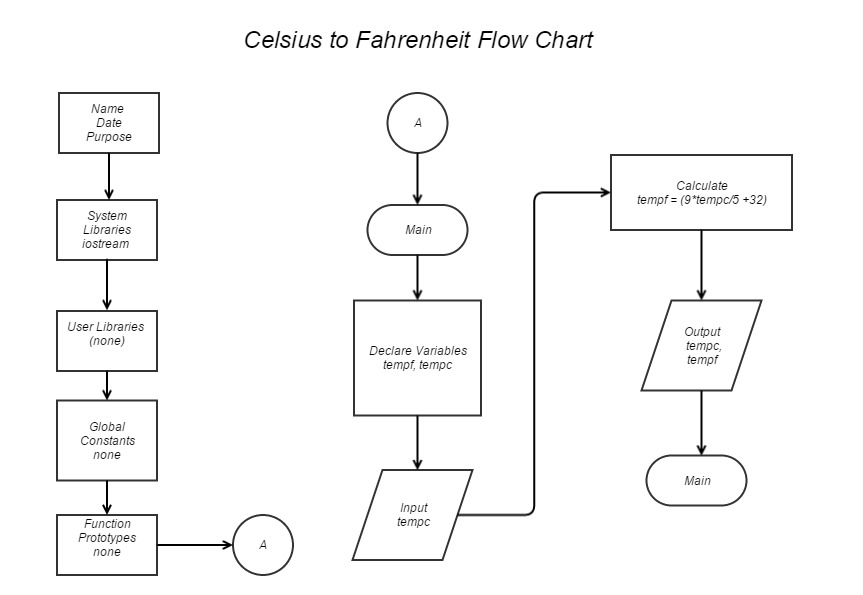 Celsius to Fahrenheit Flow Chart
Name
Date
Purpose
System
Libraries
iostream
User Libraries
(none)
Global
Constants
none
Function
Prototypes
none
A
A
Main
Declare Variables
tempf, tempc
Input
tempc
Calculate
tempf = (9*tempc/5 +32)
Output
tempc,
tempf
Main